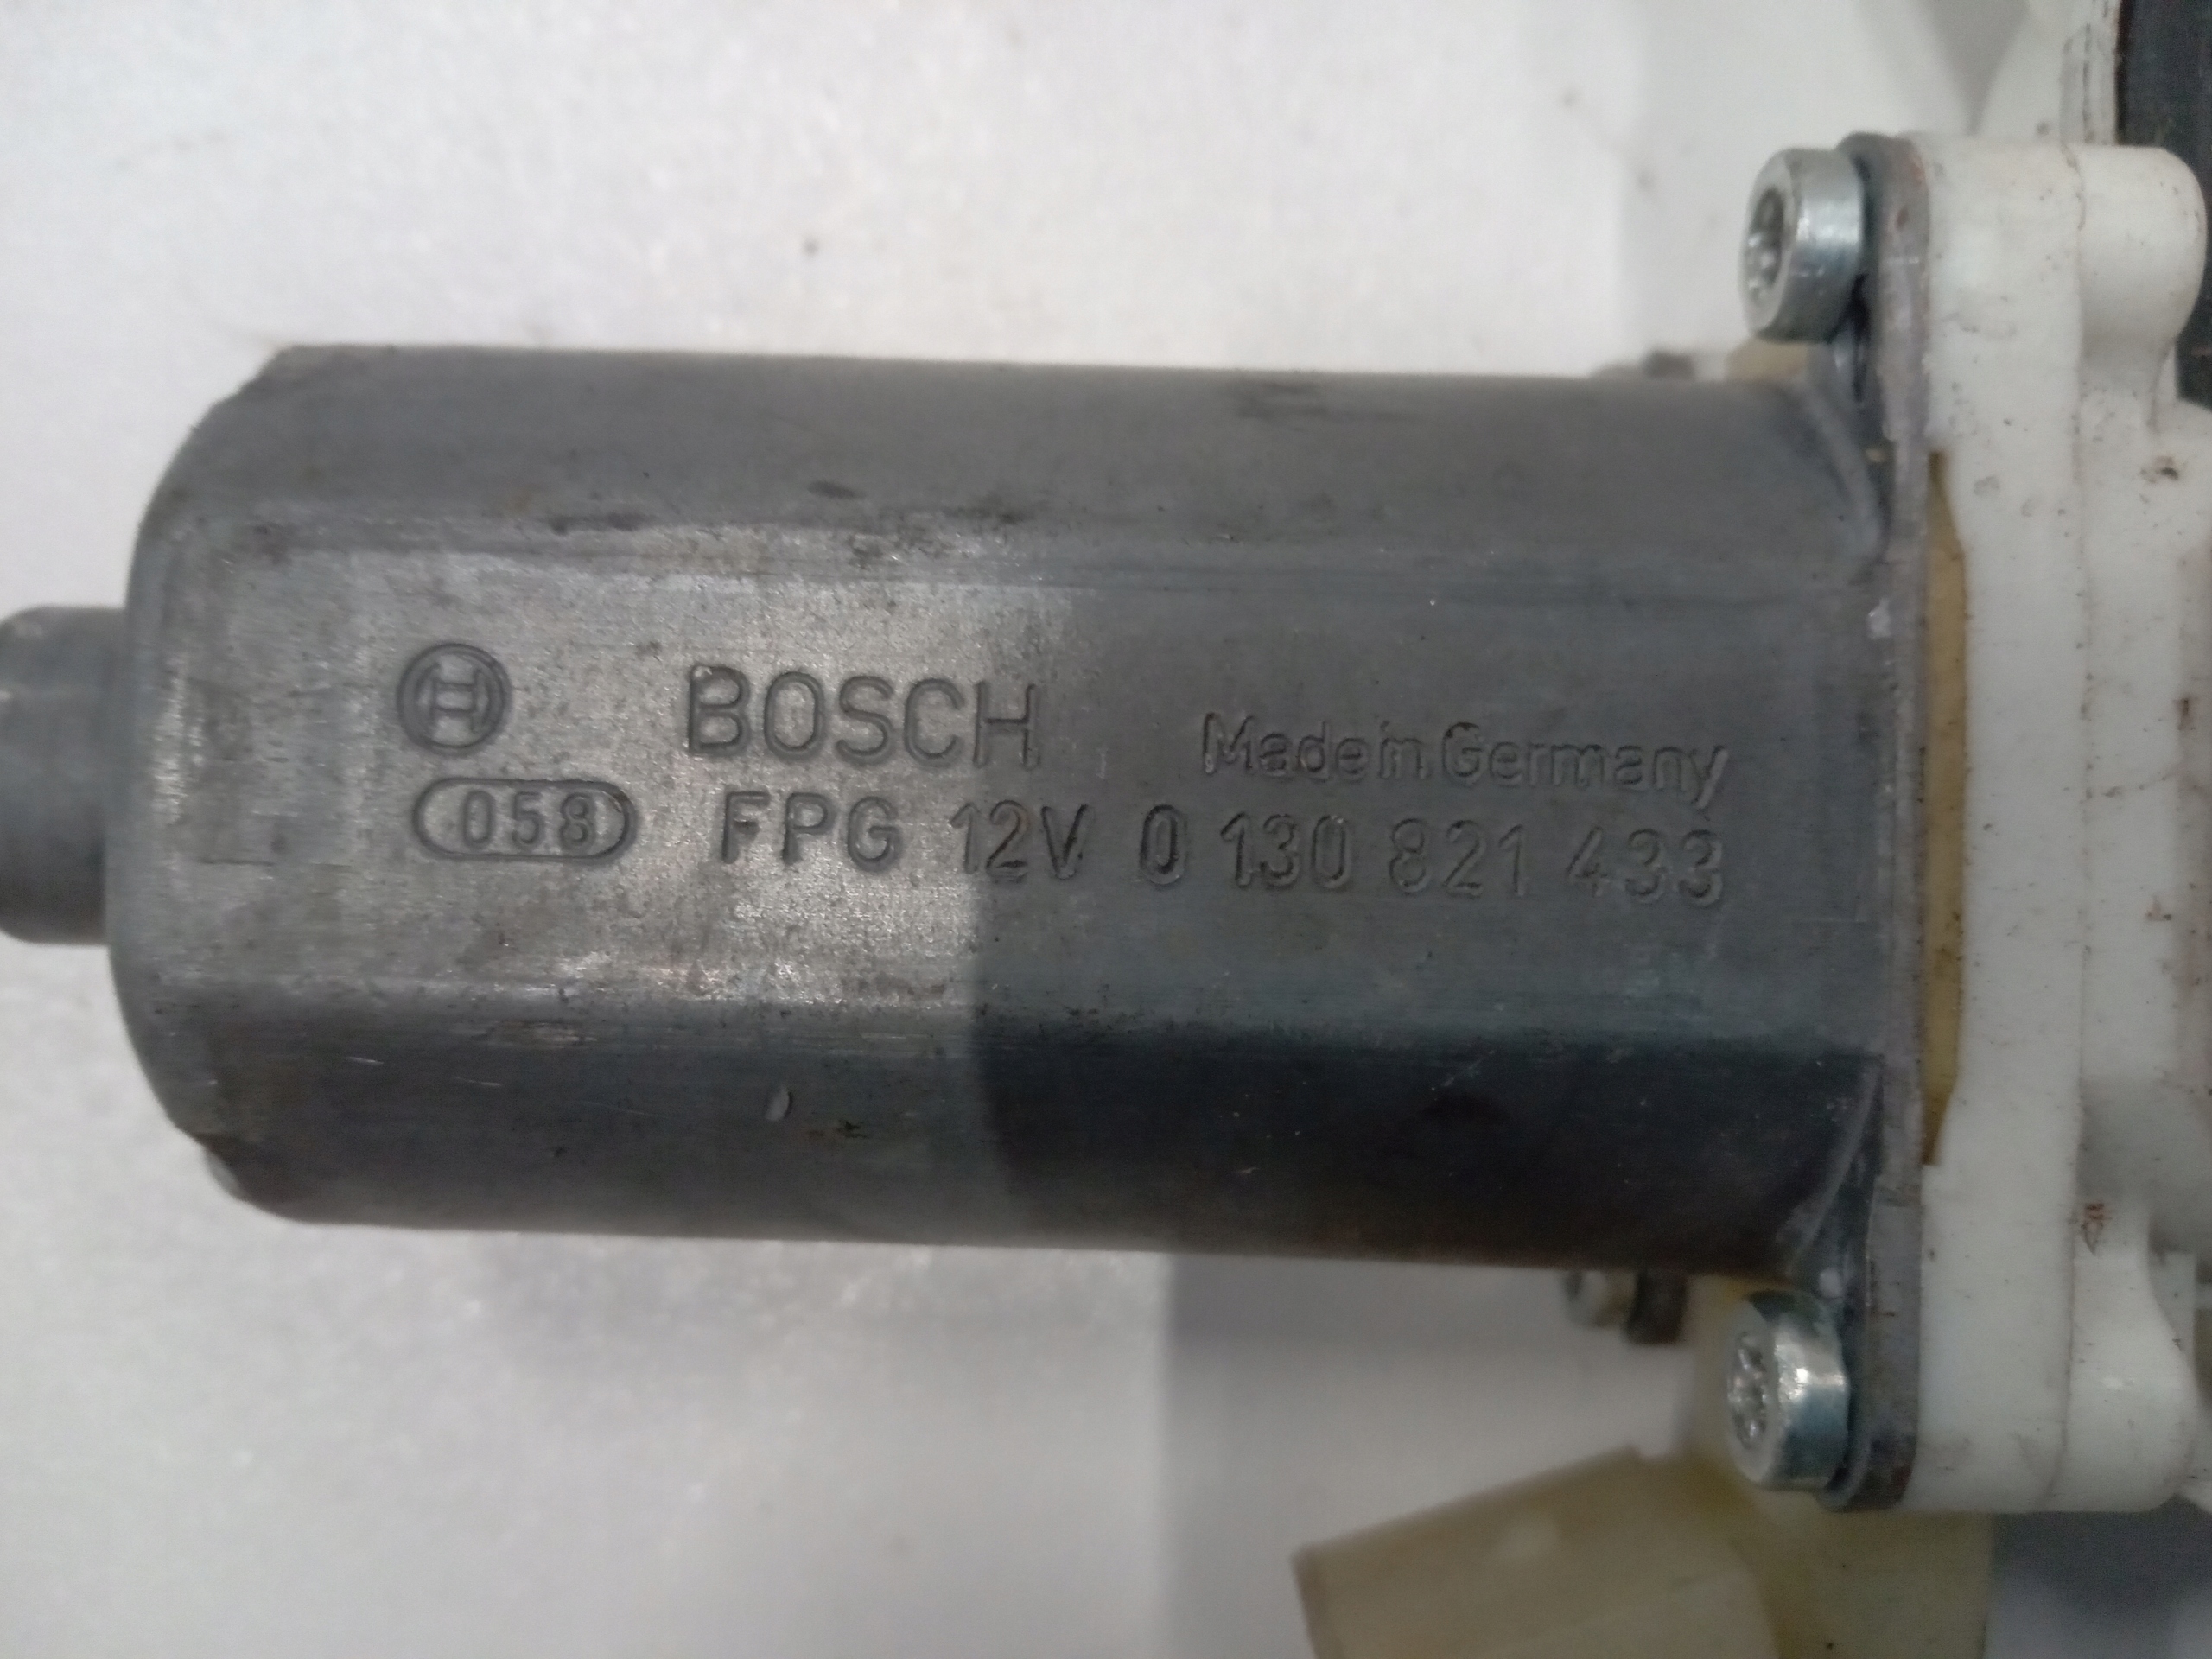 BOSCH Made in Germany
058 FPG 12V 0 130 821 433